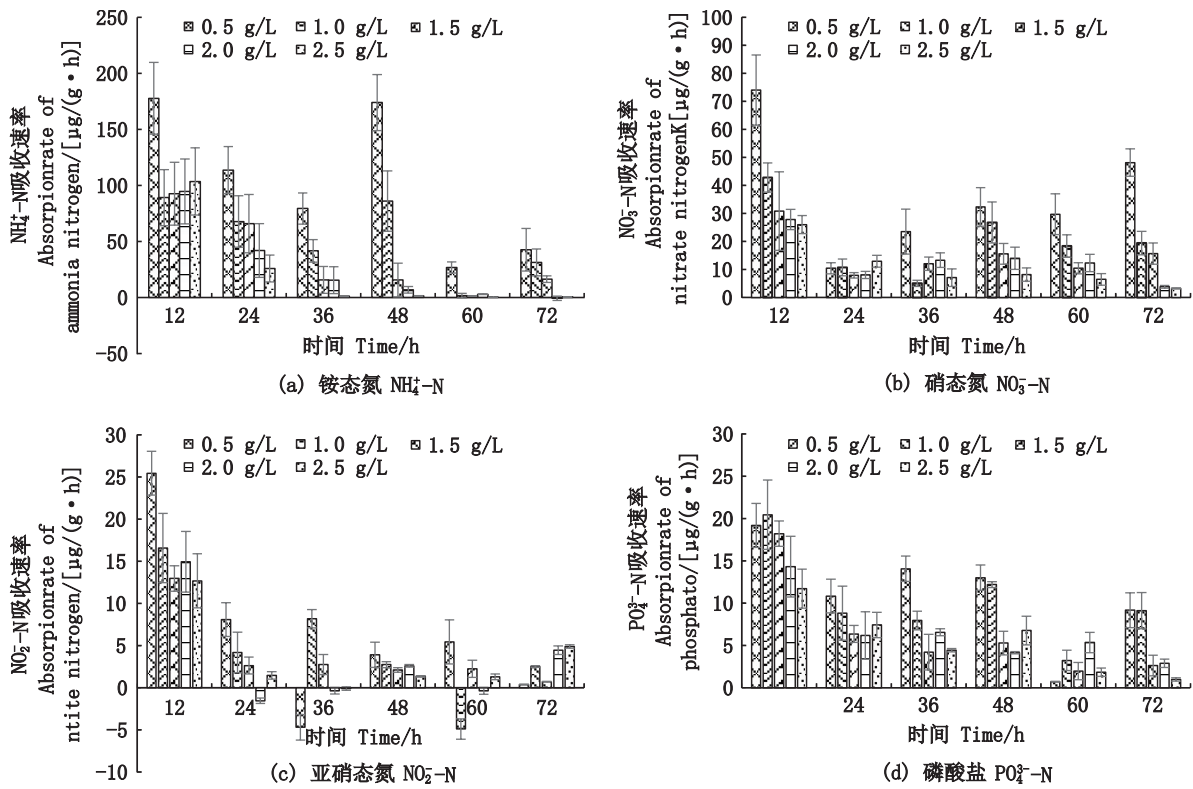 NH₄⁺-N吸收速率
Absorpionrate of
ammonia nitrogen/[μg/(g·h)]
250
200
150
100
50
0
−50
0.5 g/L 1.0 g/L 1.5 g/L
2.0 g/L 2.5 g/L
12 24 36 48 60 72
时间 Time/h
(a) 铵态氮 NH₄⁺-N
NO₃⁻-N吸收速率
Absorpionrate of
nitrate nitrogenK[μg/(g·h)]
100
90
80
70
60
50
40
30
20
10
0
0.5 g/L 1.0 g/L 1.5 g/L
2.0 g/L 2.5 g/L
12 24 36 48 60 72
时间 Time/h
(b) 硝态氮 NO₃⁻-N
NO₂⁻-N吸收速率
Absorpionrate of
ntite nitrogen/[μg/(g·h)]
30
25
20
15
10
5
0
−5
−10
0.5 g/L 1.0 g/L 1.5 g/L
2.0 g/L 2.5 g/L
12 24 36 48 60 72
时间 Time/h
(c) 亚硝态氮 NO₂⁻-N
PO₄³⁻-N吸收速率
Absorpionrate of
phosphato/[μg/(g·h)]
30
25
20
15
10
5
0
0.5 g/L 1.0 g/L 1.5 g/L
2.0 g/L 2.5 g/L
24 36 48 60 72
时间 Time/h
(d) 磷酸盐 PO₄³⁻-N